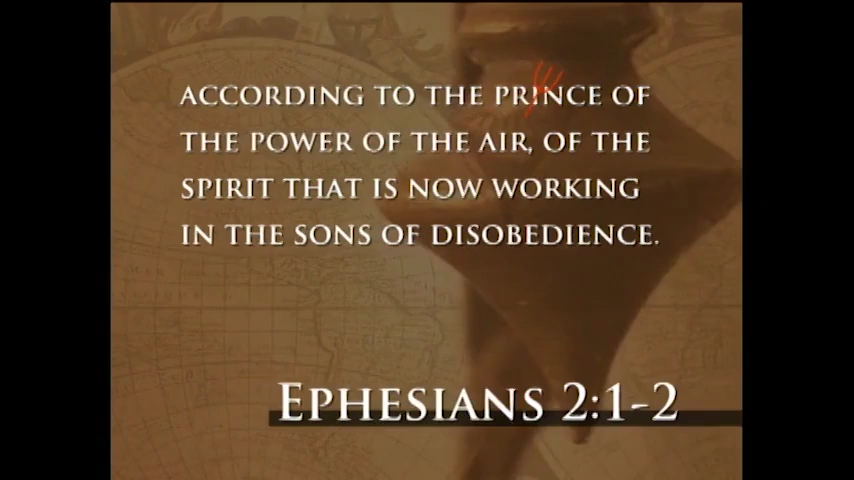 ACCORDING TO THE PRINCE OF
THE POWER OF THE AIR, OF THE
SPIRIT THAT IS NOW WORKING
IN THE SONS OF DISOBEDIENCE.
EPHESIANS 2:1-2